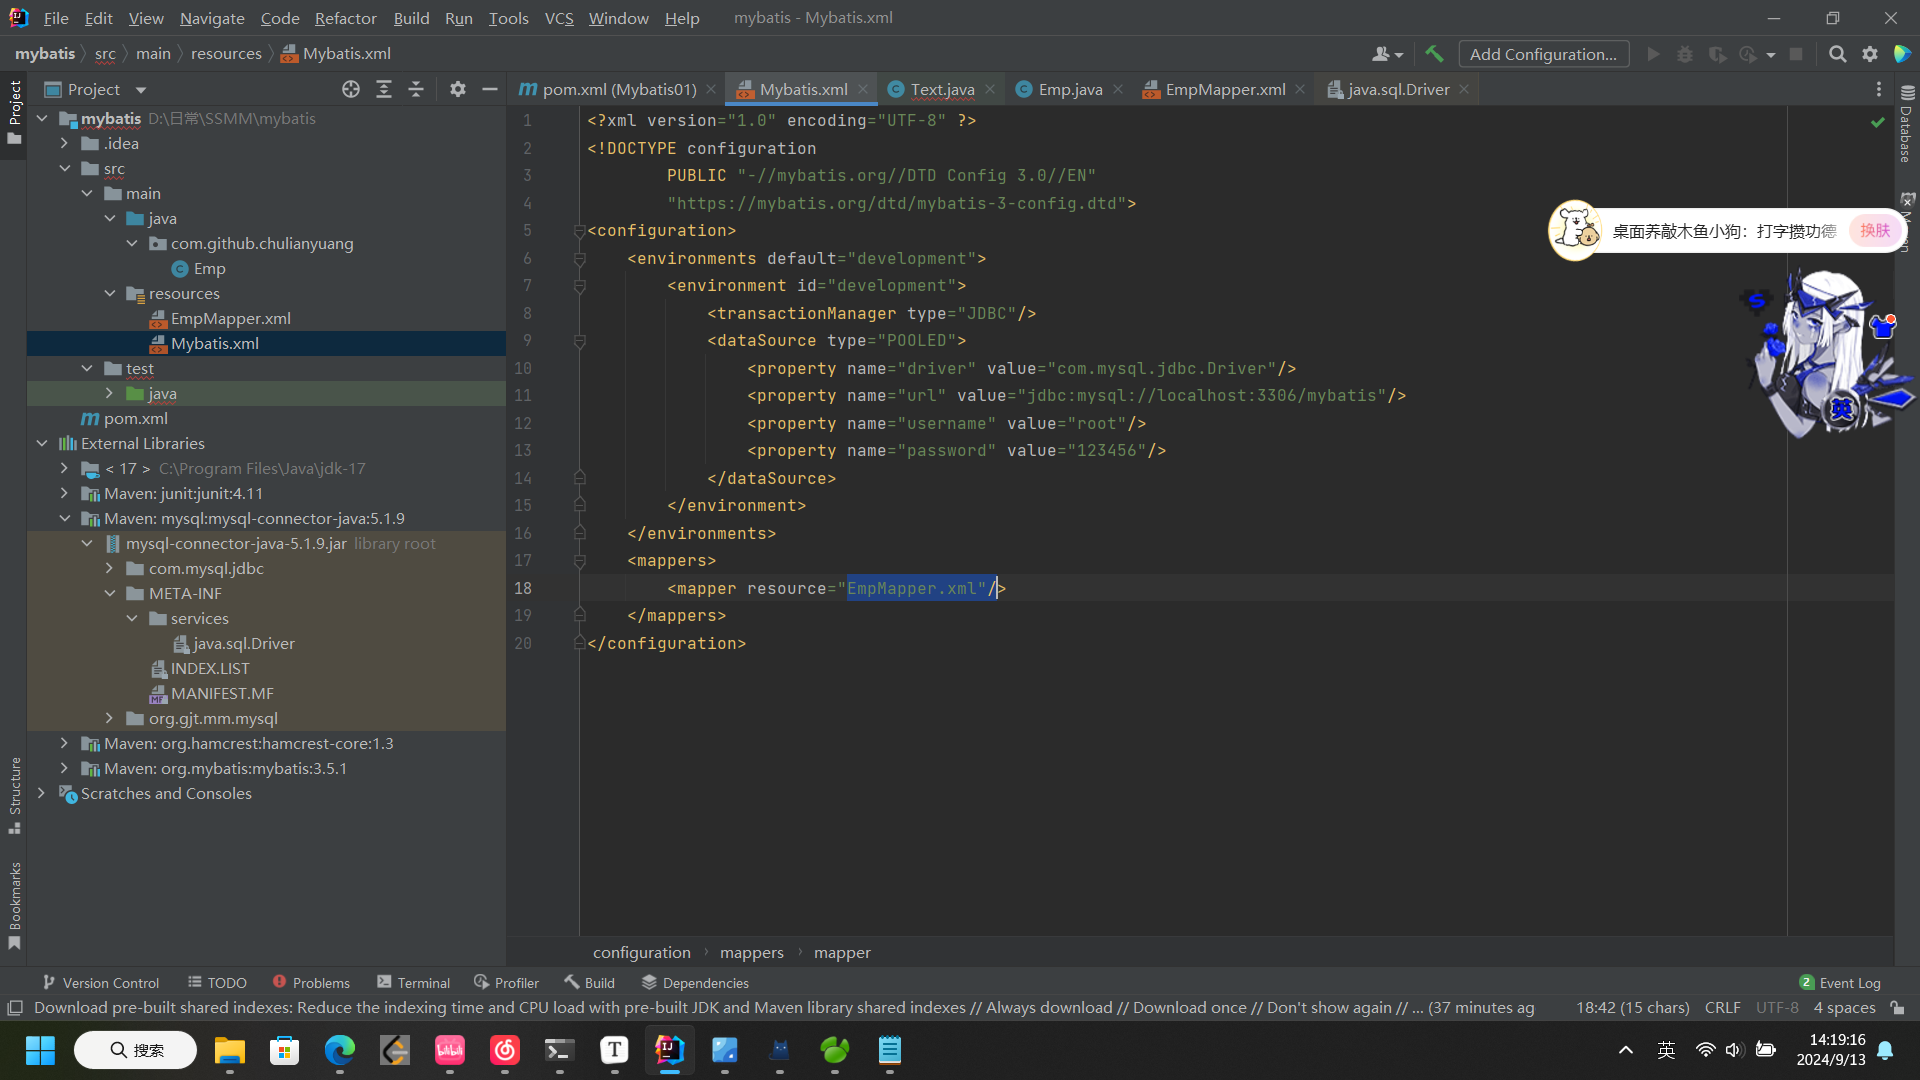 File Edit View Navigate Code Refactor Build Run Tools VCS Window Help mybatis - Mybatis.xml
mybatis src main resources Mybatis.xml
Add Configuration...
Project
pom.xml (Mybatis01) Mybatis.xml Text.java Emp.java EmpMapper.xml java.sql.Driver
Project
Structure
Bookmarks
mybatis D:\日常\SSMM\mybatis
.idea
src
main
java
com.github.chulianyuang
Emp
resources
EmpMapper.xml
Mybatis.xml
test
java
pom.xml
External Libraries
< 17 > C:\Program Files\Java\jdk-17
Maven: junit:junit:4.11
Maven: mysql:mysql-connector-java:5.1.9
mysql-connector-java-5.1.9.jar library root
com.mysql.jdbc
META-INF
services
java.sql.Driver
INDEX.LIST
MANIFEST.MF
org.gjt.mm.mysql
Maven: org.hamcrest:hamcrest-core:1.3
Maven: org.mybatis:mybatis:3.5.1
Scratches and Consoles
1 <?xml version="1.0" encoding="UTF-8" ?>
2 <!DOCTYPE configuration
3 PUBLIC "-//mybatis.org//DTD Config 3.0//EN"
4 "https://mybatis.org/dtd/mybatis-3-config.dtd">
5 <configuration>
6 <environments default="development">
7 <environment id="development">
8 <transactionManager type="JDBC"/>
9 <dataSource type="POOLED">
10 <property name="driver" value="com.mysql.jdbc.Driver"/>
11 <property name="url" value="jdbc:mysql://localhost:3306/mybatis"/>
12 <property name="username" value="root"/>
13 <property name="password" value="123456"/>
14 </dataSource>
15 </environment>
16 </environments>
17 <mappers>
18 <mapper resource="EmpMapper.xml"/>
19 </mappers>
20 </configuration>
Database
桌面养敲木鱼小狗：打字攒功德 换肤
S
英
configuration mappers mapper
Version Control TODO Problems Terminal Profiler Build Dependencies 2 Event Log
Download pre-built shared indexes: Reduce the indexing time and CPU load with pre-built JDK and Maven library shared indexes // Always download // Download once // Don't show again // ... (37 minutes ag 18:42 (15 chars) CRLF UTF-8 4 spaces
搜索
bilibili
T
IJ
英
14:19:16
2024/9/13